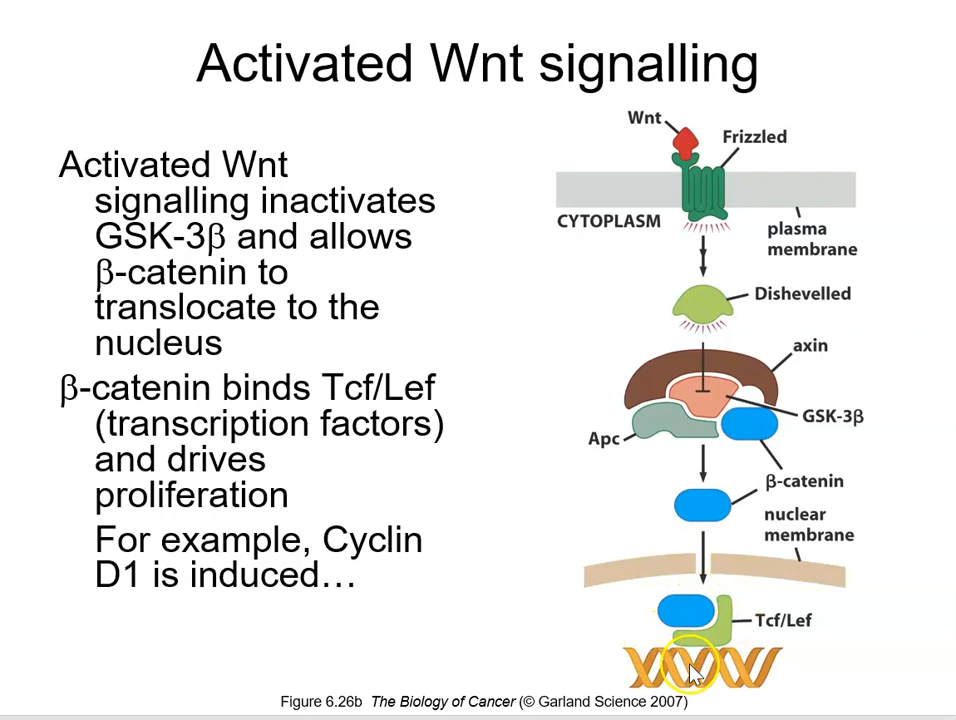 Activated Wnt signalling
Activated Wnt
signalling inactivates
GSK-3β and allows
β-catenin to
translocate to the
nucleus
β-catenin binds Tcf/Lef
(transcription factors)
and drives
proliferation
For example, Cyclin
D1 is induced…
Wnt
Frizzled
CYTOPLASM
plasma
membrane
Dishevelled
axin
GSK-3β
Apc
β-catenin
nuclear
membrane
Tcf/Lef
Figure 6.26b The Biology of Cancer (© Garland Science 2007)